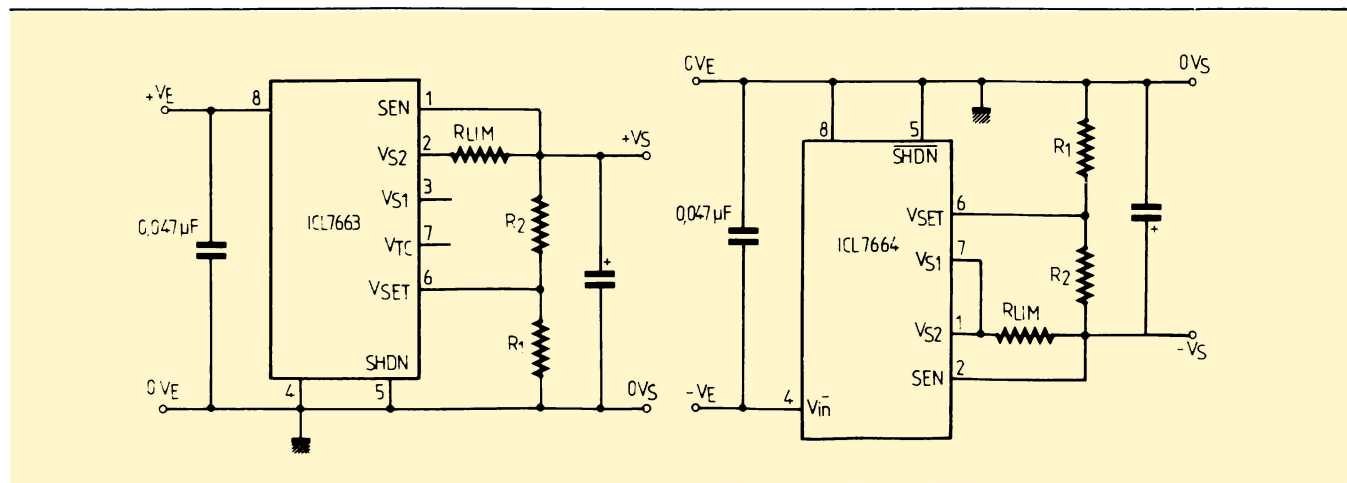 +VE
8
SEN
1
RLIM
VS2
2
+VS
VS1
3
0,047µF
ICL7663
R2
VTC
7
VSET
6
R1
SHDN
0VE
4
5
0VS
0VE
0VS
8
5
SHDN
R1
VSET
6
0,047µF
ICL7664
VS1
7
R2
RLIM
VS2
1
-VS
SEN
2
-VE
4
Vin-
+
+